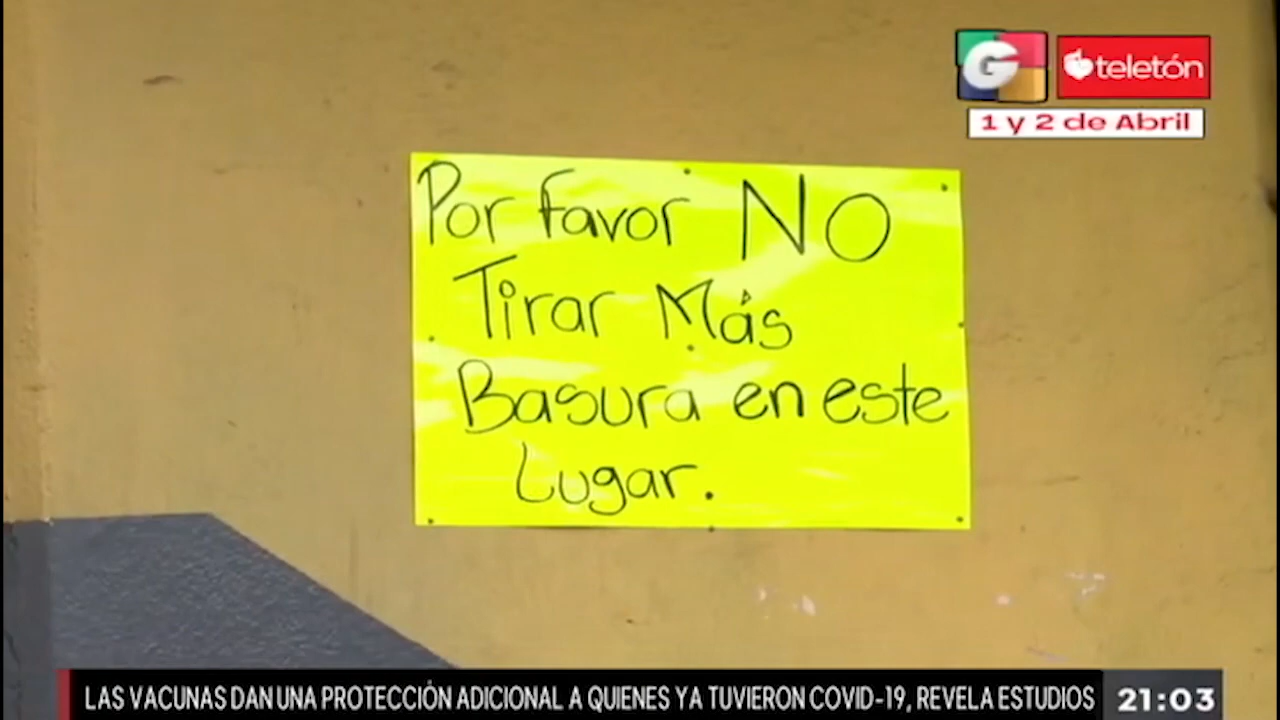 G
teletón
1 y 2 de Abril
Por favor NO
Tirar Más
Basura en este
Lugar.
LAS VACUNAS DAN UNA PROTECCIÓN ADICIONAL A QUIENES YA TUVIERON COVID-19, REVELA ESTUDIOS
21:03